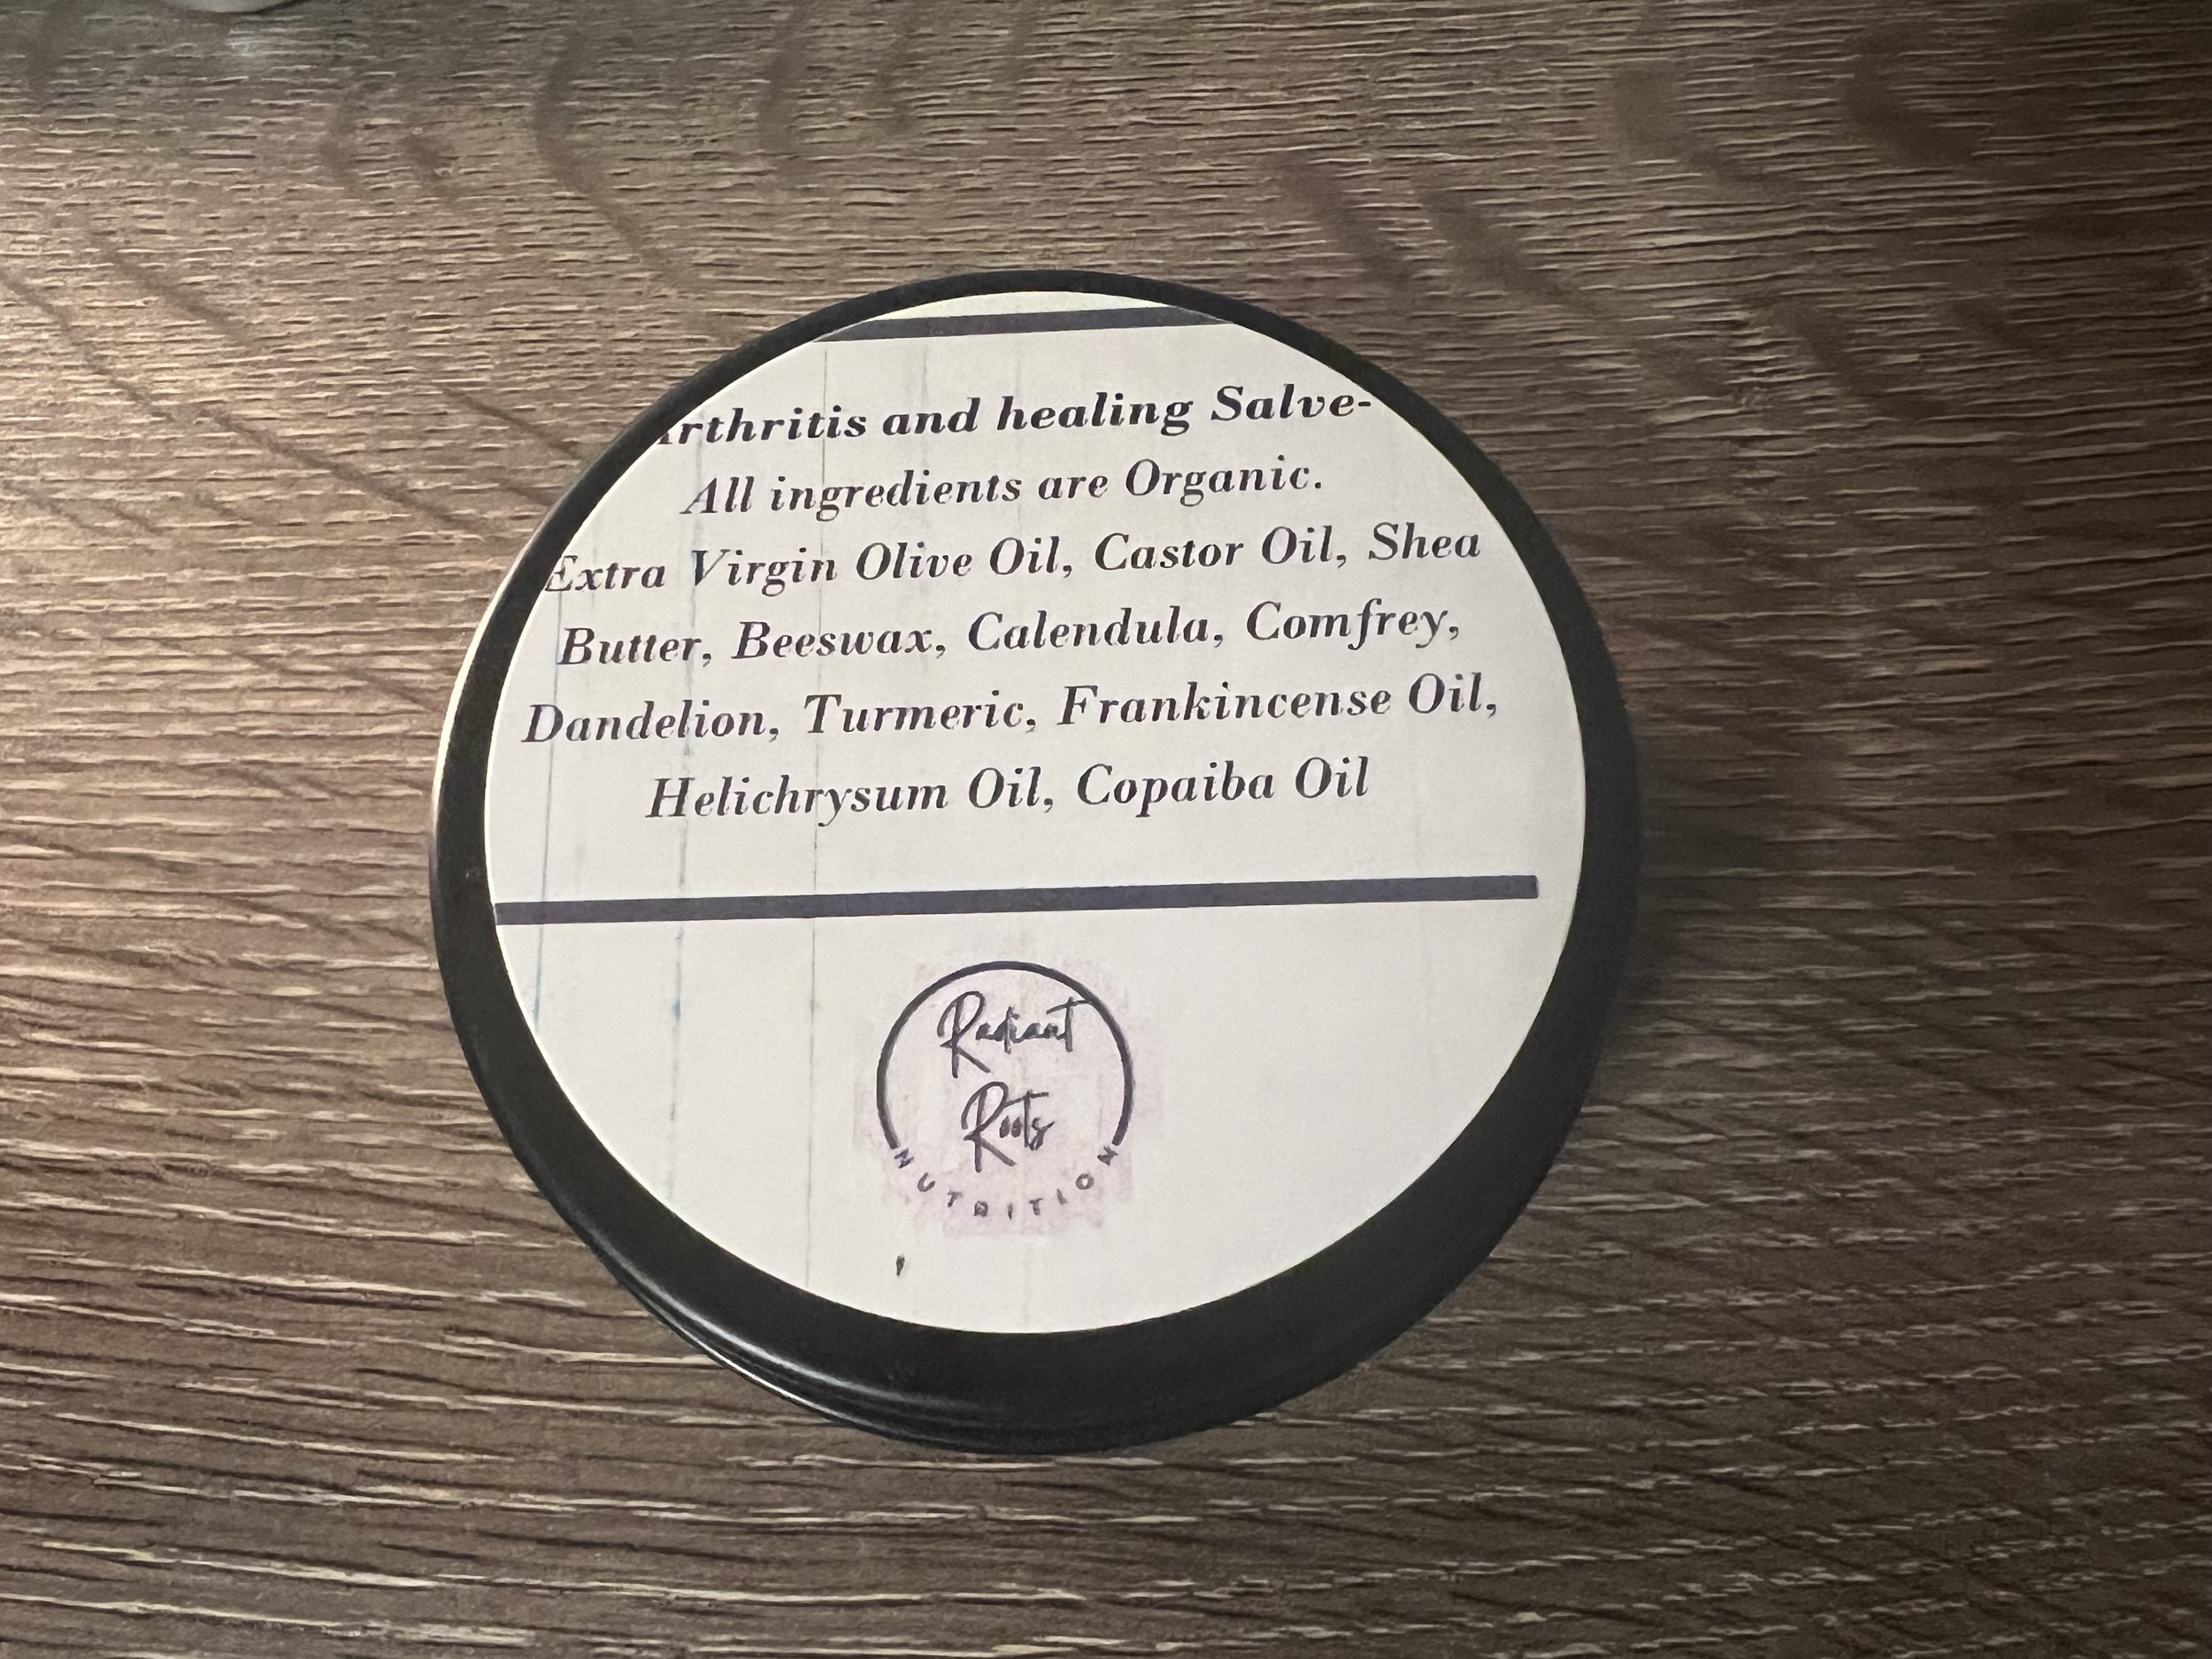 Arthritis and healing Salve-
All ingredients are Organic.
Extra Virgin Olive Oil, Castor Oil, Shea
Butter, Beeswax, Calendula, Comfrey,
Dandelion, Turmeric, Frankincense Oil,
Helichrysum Oil, Copaiba Oil
Radiant
Roots
NUTRITION